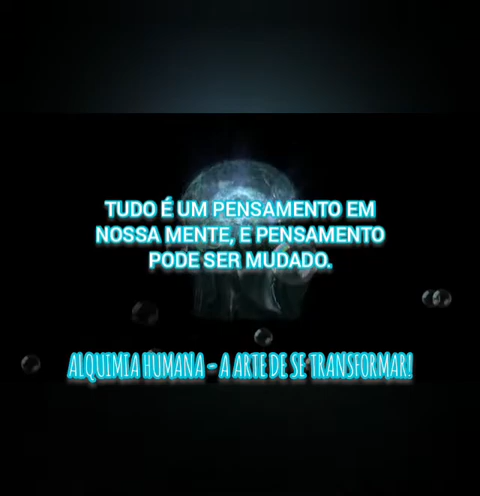 TUDO É UM PENSAMENTO EM
NOSSA MENTE, E PENSAMENTO
PODE SER MUDADO.
ALQUIMIA HUMANA - A ARTE DE SE TRANSFORMAR!